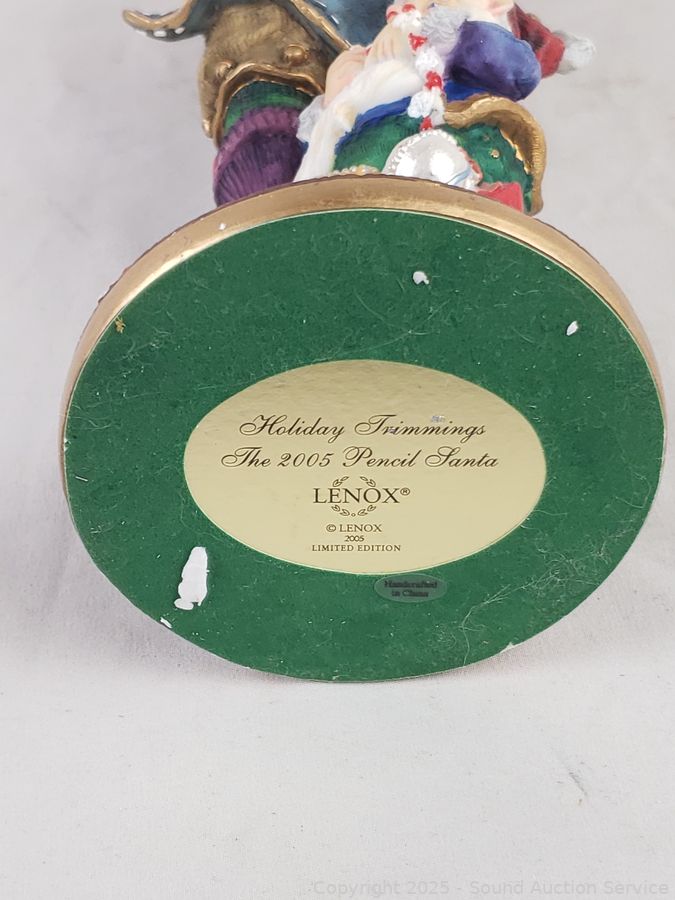 Holiday Trimmings
The 2005 Pencil Santa
LENOX®
© LENOX
2005
LIMITED EDITION
Handcrafted
in China
Copyright 2025 - Sound Auction Service